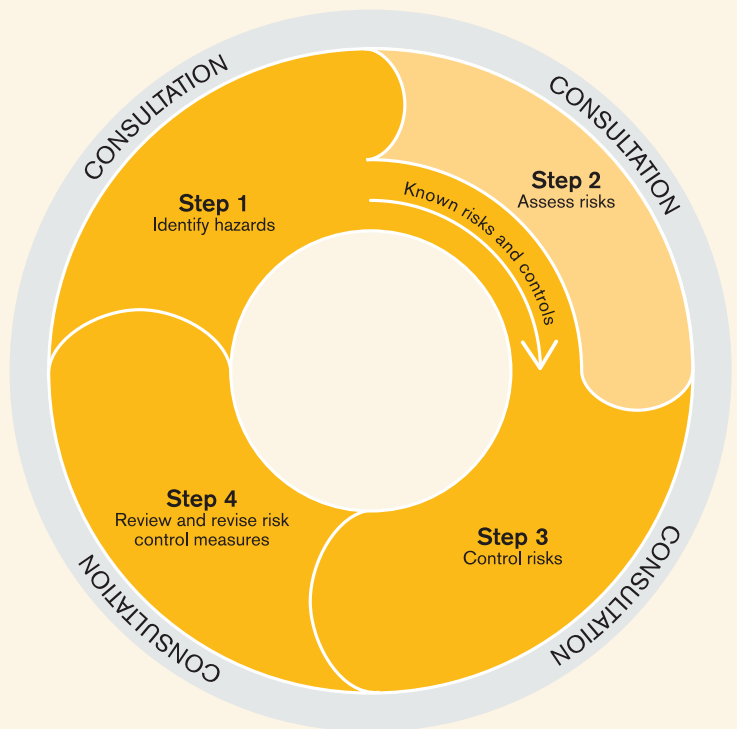 CONSULTATION
CONSULTATION
Step 1
Identify hazards
Known risks and controls
Step 2
Assess risks
Step 3
Control risks
Step 4
Review and revise risk
control measures
CONSULTATION
CONSULTATION